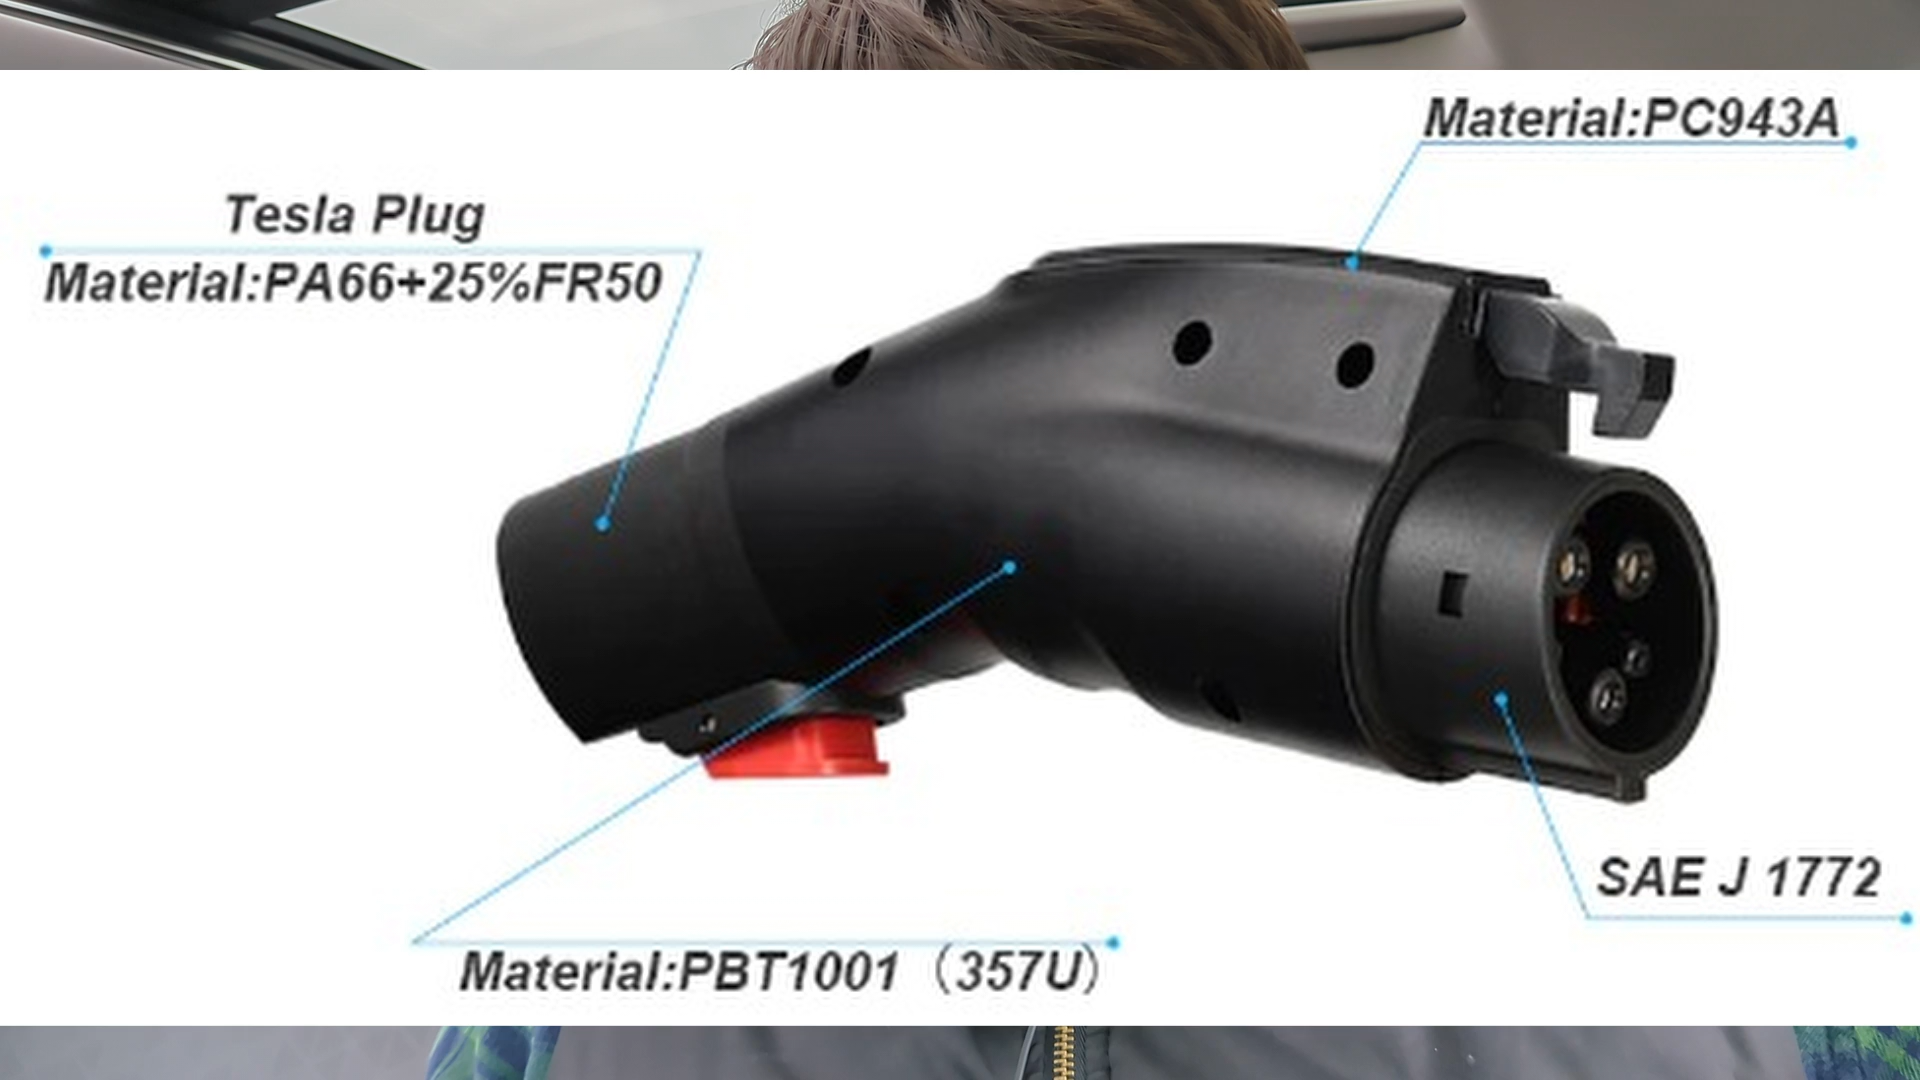 Material:PC943A
Tesla Plug
Material:PA66+25%FR50
SAE J 1772
Material:PBT1001（357U）